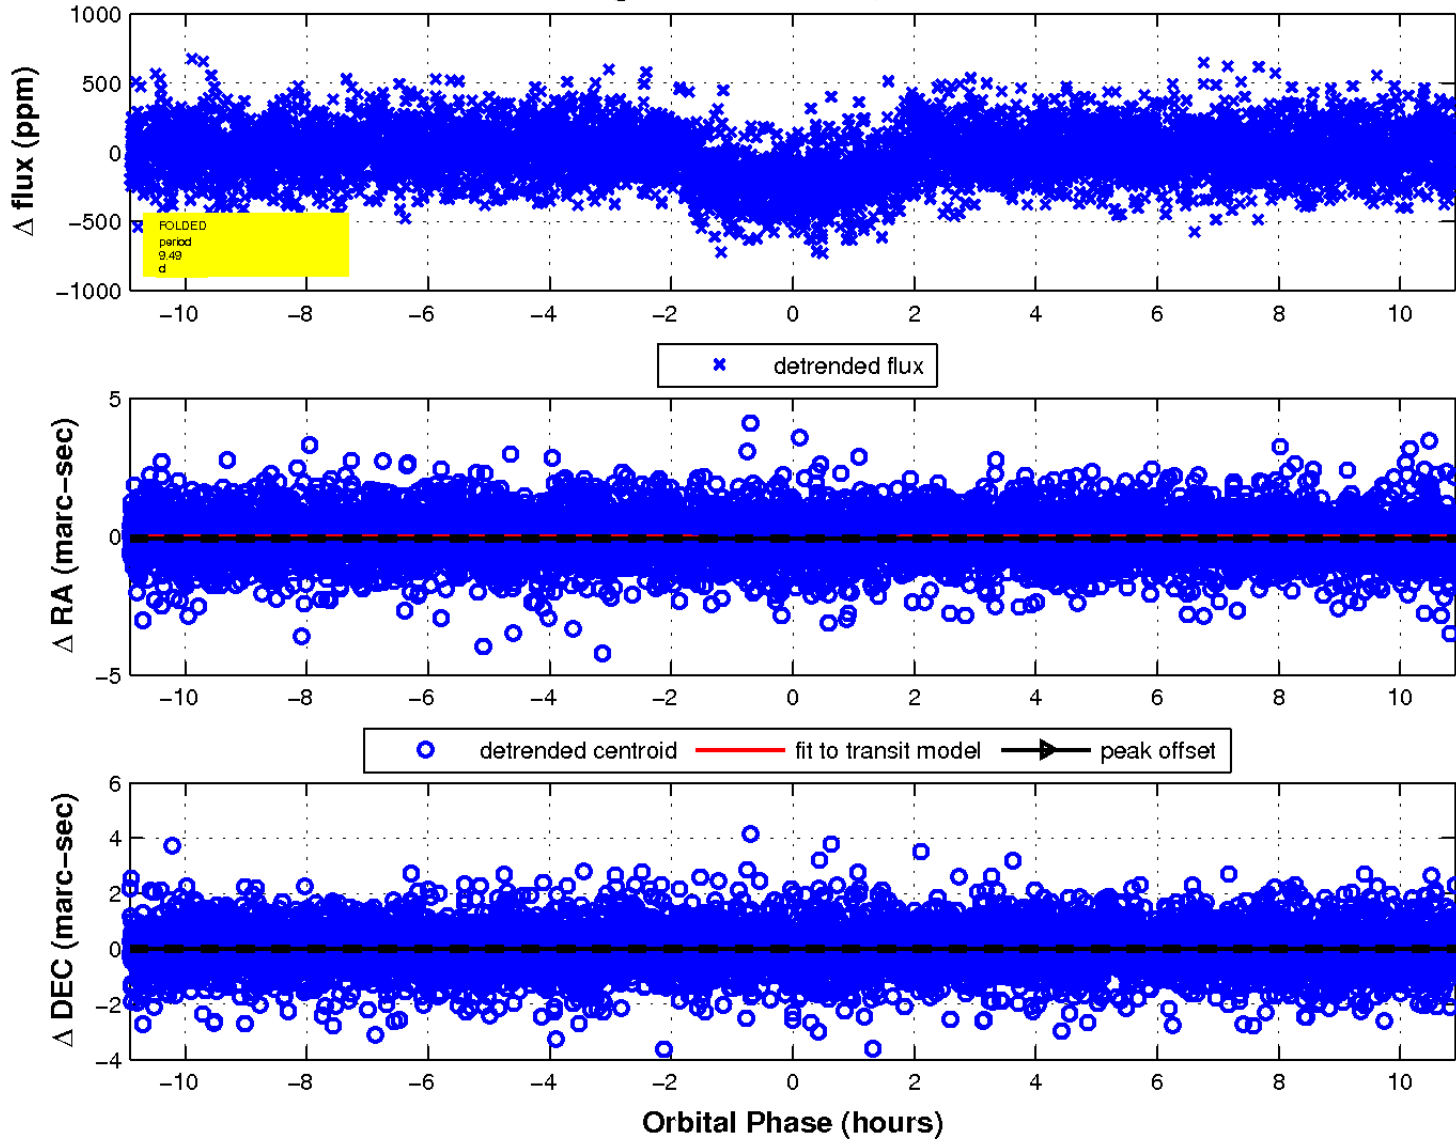 1000
500
0
−500
−1000
Δ flux (ppm)
FOLDED
period
9.49
d
−10 −8 −6 −4 −2 0 2 4 6 8 10
detrended flux
5
0
−5
Δ RA (marc−sec)
−10 −8 −6 −4 −2 0 2 4 6 8 10
detrended centroid fit to transit model peak offset
6
4
2
0
−2
−4
Δ DEC (marc−sec)
−10 −8 −6 −4 −2 0 2 4 6 8 10
Orbital Phase (hours)